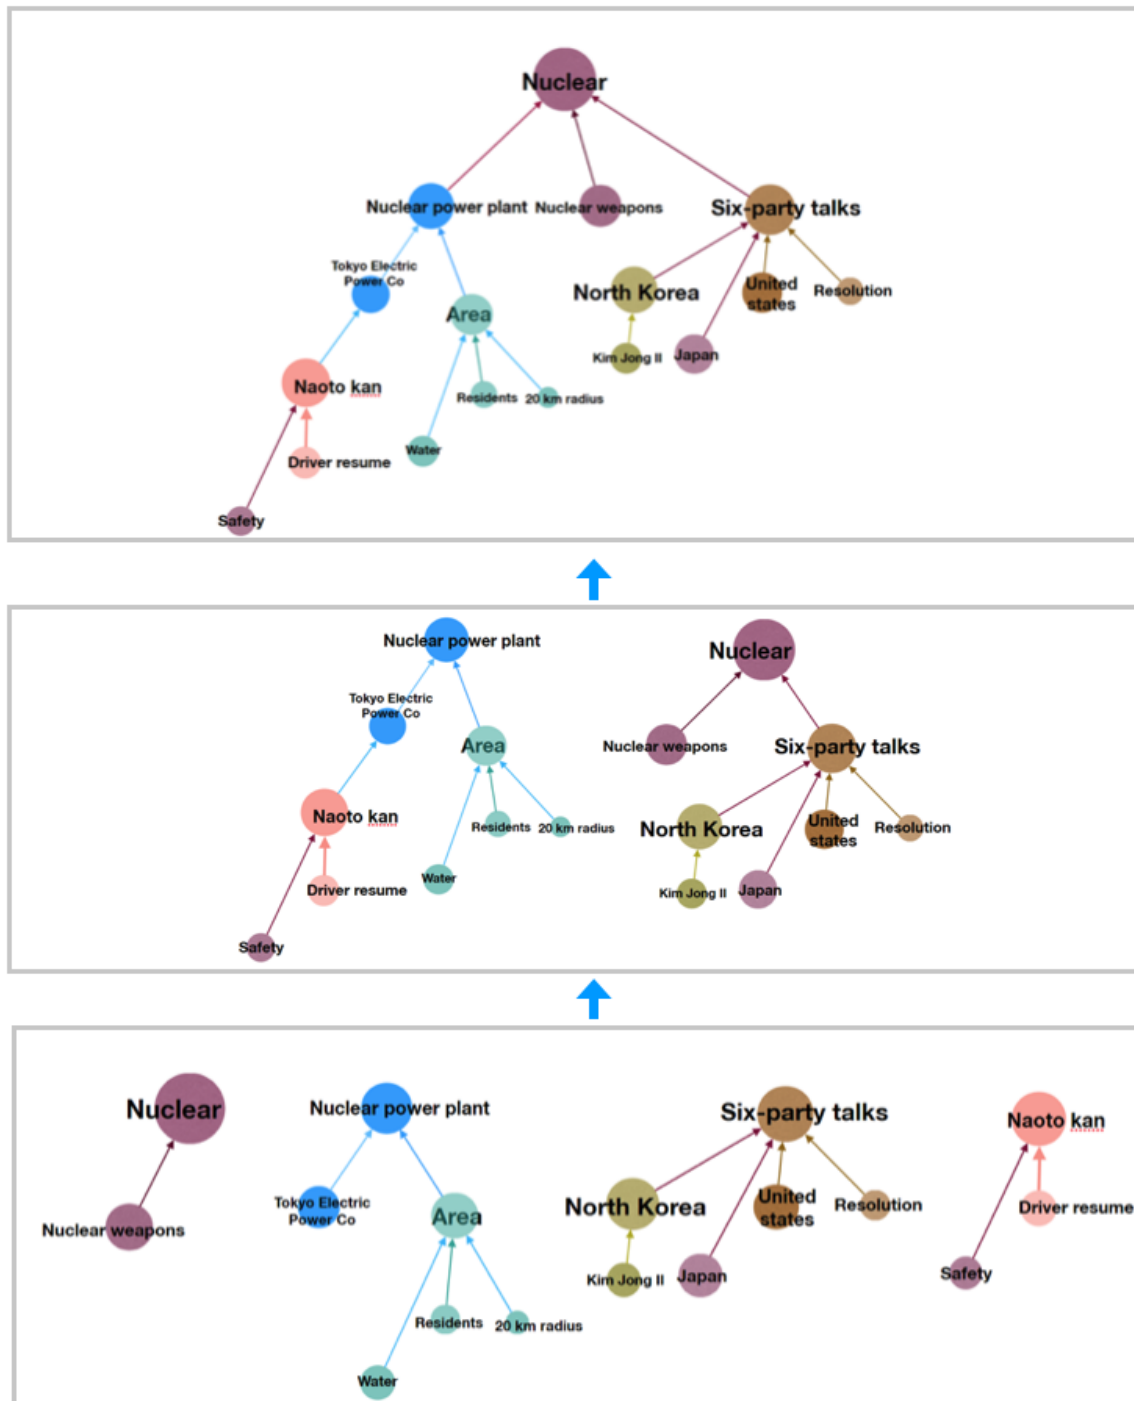 Nuclear
Nuclear power plant
Nuclear weapons
Six-party talks
Tokyo Electric
Power Co
North Korea
United
states
Resolution
Area
Kim Jong Il
Japan
Naoto kan
Residents
20 km radius
Water
Driver resume
Safety
Nuclear power plant
Nuclear
Tokyo Electric
Power Co
Area
Nuclear weapons
Six-party talks
Naoto kan
Residents
20 km radius
North Korea
United
states
Resolution
Water
Driver resume
Kim Jong Il
Japan
Safety
Nuclear
Nuclear power plant
Six-party talks
Naoto kan
Nuclear weapons
Tokyo Electric
Power Co
Area
North Korea
United
states
Resolution
Driver resume
Kim Jong Il
Japan
Safety
Residents
20 km radius
Water